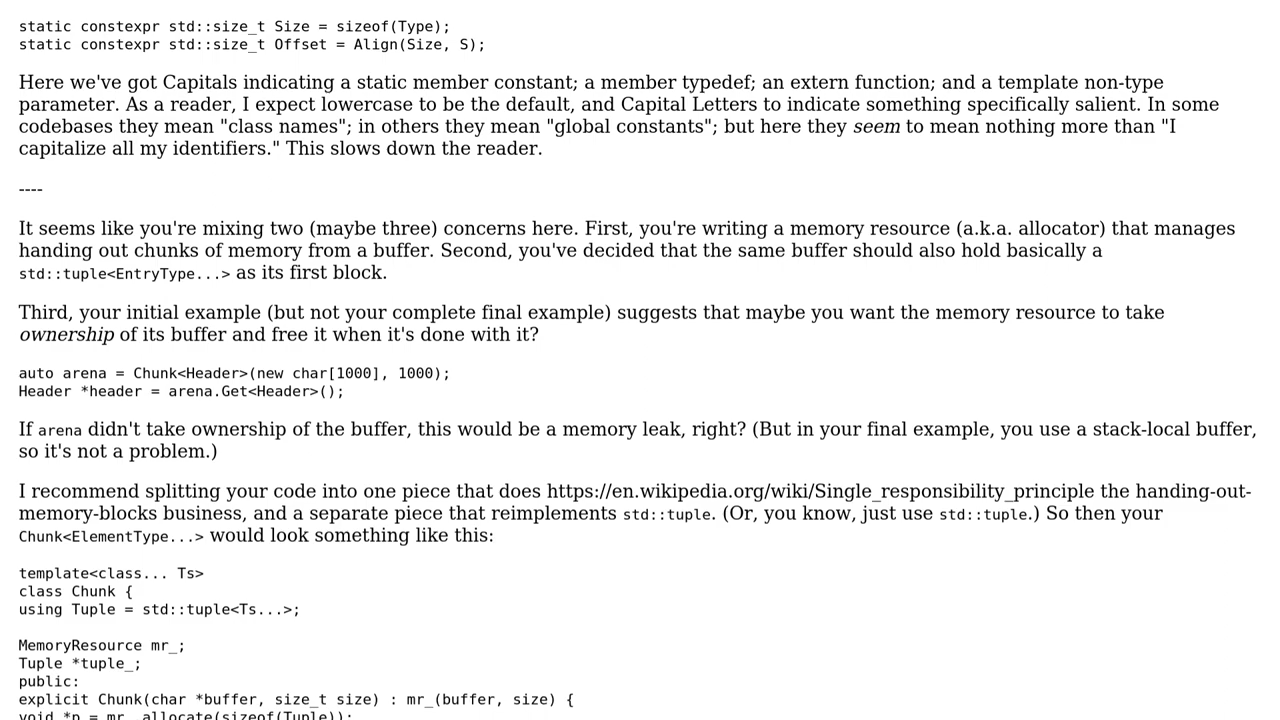 static constexpr std::size_t Size = sizeof(Type);
static constexpr std::size_t Offset = Align(Size, S);
Here we've got Capitals indicating a static member constant; a member typedef; an extern function; and a template non-type
parameter. As a reader, I expect lowercase to be the default, and Capital Letters to indicate something specifically salient. In some
codebases they mean "class names"; in others they mean "global constants"; but here they seem to mean nothing more than "I
capitalize all my identifiers." This slows down the reader.
----
It seems like you're mixing two (maybe three) concerns here. First, you're writing a memory resource (a.k.a. allocator) that manages
handing out chunks of memory from a buffer. Second, you've decided that the same buffer should also hold basically a
std::tuple<EntryType...> as its first block.
Third, your initial example (but not your complete final example) suggests that maybe you want the memory resource to take
ownership of its buffer and free it when it's done with it?
auto arena = Chunk<Header>(new char[1000], 1000);
Header *header = arena.Get<Header>();
If arena didn't take ownership of the buffer, this would be a memory leak, right? (But in your final example, you use a stack-local buffer,
so it's not a problem.)
I recommend splitting your code into one piece that does https://en.wikipedia.org/wiki/Single_responsibility_principle the handing-out-
memory-blocks business, and a separate piece that reimplements std::tuple. (Or, you know, just use std::tuple.) So then your
Chunk<ElementType...> would look something like this:
template<class... Ts>
class Chunk {
using Tuple = std::tuple<Ts...>;
MemoryResource mr_;
Tuple *tuple_;
public:
explicit Chunk(char *buffer, size_t size) : mr_(buffer, size) {
void *p = mr_.allocate(sizeof(Tuple));